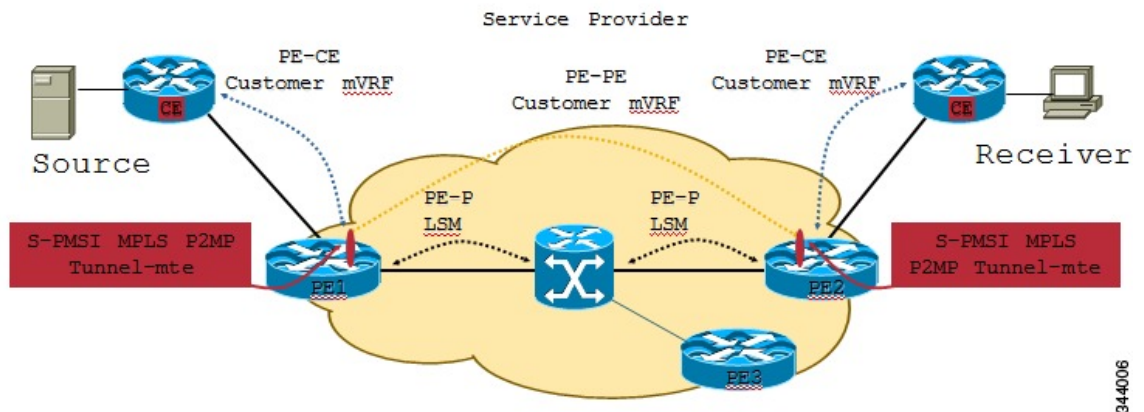 Service Provider
PE-CE
Customer mVRF
PE-PE
Customer mVRF
PE-CE
Customer mVRF
CE
CE
Source
Receiver
PE-P
LSM
PE-P
LSM
S-PMSI MPLS P2MP
Tunnel-mte
S-PMSI MPLS
P2MP Tunnel-mte
PE1
PE2
PE3
344006